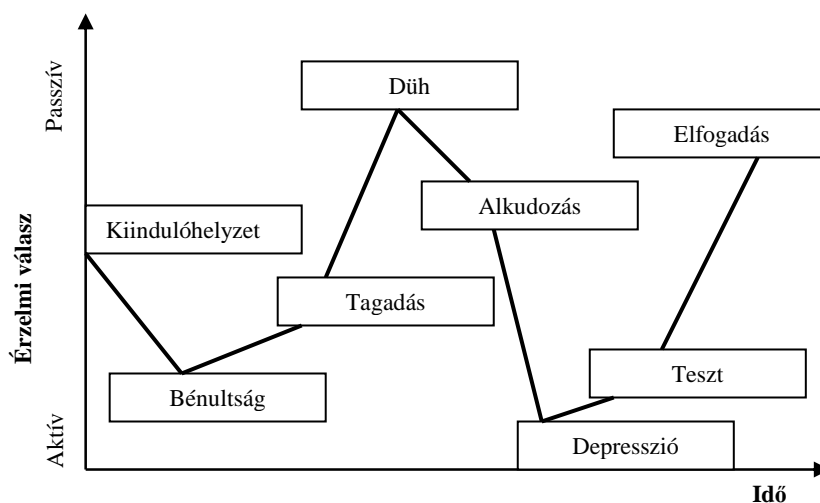 Passzív
Düh
Elfogadás
Alkudozás
Kiindulóhelyzet
Érzelmi válasz
Tagadás
Teszt
Bénultság
Aktív
Depresszió
Idő